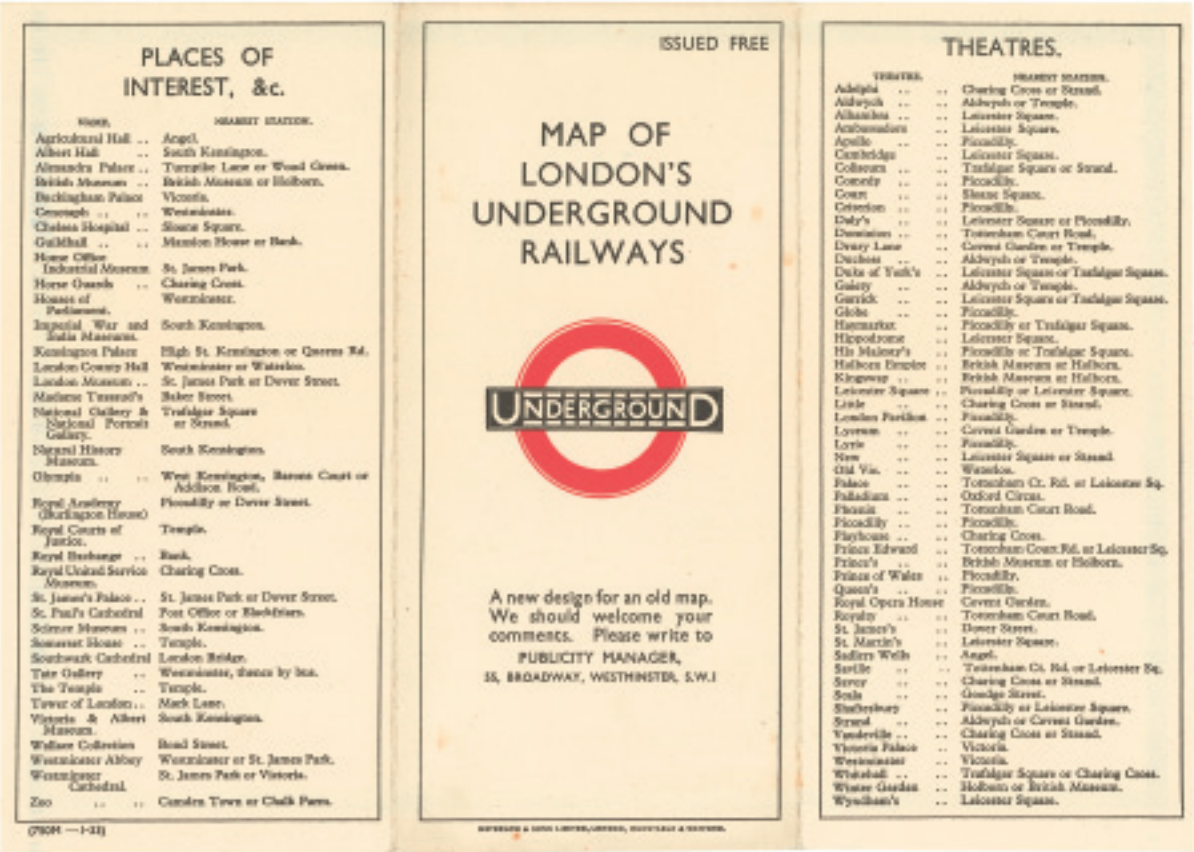 PLACES OF
INTEREST, &c.
NAME. NEAREST STATION.
Agricultural Hall .. Angel.
Albert Hall .. South Kensington.
Alexandra Palace .. Turnpike Lane or Wood Green.
British Museum .. British Museum or Holborn.
Buckingham Palace Victoria.
Cenotaph .. .. Westminster.
Chelsea Hospital .. Sloane Square.
Guildhall .. .. Mansion House or Bank.
Home Office
Industrial Museum St. James Park.
Horse Guards .. Charing Cross.
Houses of Westminster.
Parliament.
Imperial War and South Kensington.
India Museums.
Kensington Palace High St. Kensington or Queens Rd.
London County Hall Westminster or Waterloo.
London Museum .. St. James Park or Dover Street.
Madame Tussaud's Baker Street.
National Gallery & Trafalgar Square
National Portrait or Strand.
Gallery.
Natural History South Kensington.
Museum.
Olympia .. .. West Kensington, Barons Court or
Addison Road.
Royal Academy Piccadilly or Dover Street.
(Burlington House)
Royal Courts of Temple.
Justice.
Royal Exchange .. Bank.
Royal United Service Charing Cross.
Museum.
St. James's Palace .. St. James Park or Dover Street.
St. Paul's Cathedral Post Office or Blackfriars.
Science Museum .. South Kensington.
Somerset House .. Temple.
Southwark Cathedral London Bridge.
Tate Gallery .. Westminster, thence by bus.
The Temple .. Temple.
Tower of London .. Mark Lane.
Victoria & Albert South Kensington.
Museum.
Wallace Collection Bond Street.
Westminster Abbey Westminster or St. James Park.
Westminster St. James Park or Victoria.
Cathedral.
Zoo .. .. Camden Town or Chalk Farm.
(750M—1-33)
ISSUED FREE
MAP OF
LONDON'S
UNDERGROUND
RAILWAYS
UNDERGROUND
A new design for an old map.
We should welcome your
comments. Please write to
PUBLICITY MANAGER,
55, BROADWAY, WESTMINSTER, S.W.1
THEATRES.
THEATRE. NEAREST STATION.
Adelphi .. .. Charing Cross or Strand.
Aldwych .. .. Aldwych or Temple.
Alhambra .. .. Leicester Square.
Ambassadors .. Leicester Square.
Apollo .. .. Piccadilly.
Cambridge .. Leicester Square.
Coliseum .. .. Trafalgar Square or Strand.
Comedy .. .. Piccadilly.
Court .. .. Sloane Square.
Criterion .. .. Piccadilly.
Daly's .. .. Leicester Square or Piccadilly.
Dominion .. .. Tottenham Court Road.
Drury Lane .. Covent Garden or Temple.
Duchess .. .. Aldwych or Temple.
Duke of York's .. Leicester Square or Trafalgar Square.
Gaiety .. .. Aldwych or Temple.
Garrick .. .. Leicester Square or Trafalgar Square.
Globe .. .. Piccadilly.
Haymarket .. Piccadilly or Trafalgar Square.
Hippodrome .. Leicester Square.
His Majesty's .. Piccadilly or Trafalgar Square.
Holborn Empire .. British Museum or Holborn.
Kingsway .. .. British Museum or Holborn.
Leicester Square .. Piccadilly or Leicester Square.
Little .. .. Charing Cross or Strand.
London Pavilion .. Piccadilly.
Lyceum .. .. Covent Garden or Temple.
Lyric .. .. Piccadilly.
New .. .. Leicester Square or Strand.
Old Vic. .. .. Waterloo.
Palace .. .. Tottenham Ct. Rd. or Leicester Sq.
Palladium .. .. Oxford Circus.
Phœnix .. .. Tottenham Court Road.
Piccadilly .. .. Piccadilly.
Playhouse .. .. Charing Cross.
Prince Edward .. Tottenham Court Rd. or Leicester Sq.
Prince's .. .. British Museum or Holborn.
Prince of Wales .. Piccadilly.
Queen's .. .. Piccadilly.
Royal Opera House Covent Garden.
Royalty .. .. Tottenham Court Road.
St. James's .. Dover Street.
St. Martin's .. Leicester Square.
Sadlers Wells .. Angel.
Saville .. .. Tottenham Ct. Rd. or Leicester Sq.
Savoy .. .. Charing Cross or Strand.
Scala .. .. Goodge Street.
Shaftesbury .. Piccadilly or Leicester Square.
Strand .. .. Aldwych or Covent Garden.
Vaudeville .. .. Charing Cross or Strand.
Victoria Palace .. Victoria.
Westminster .. Victoria.
Whitehall .. .. Trafalgar Square or Charing Cross.
Winter Garden .. Holborn or British Museum.
Wyndham's .. Leicester Square.